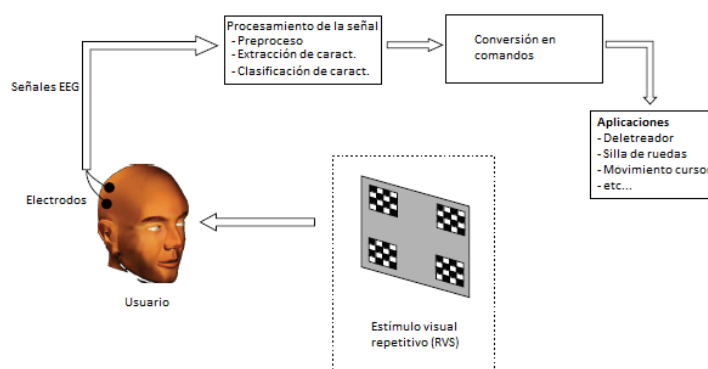 Procesamiento de la señal
- Preproceso
- Extracción de caract.
- Clasificación de caract.
Conversión en
comandos
Señales EEG
Aplicaciones
- Deletreador
- Silla de ruedas
- Movimiento cursor
- etc...
Electrodos
Usuario
Estímulo visual
repetitivo (RVS)